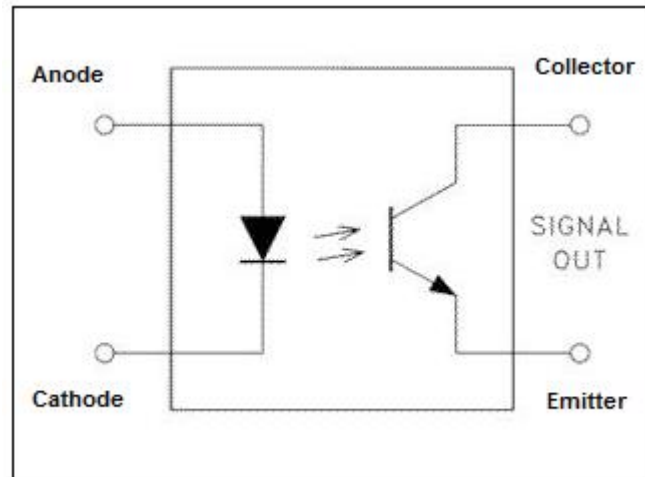 Anode
Collector
SIGNAL
OUT
Cathode
Emitter